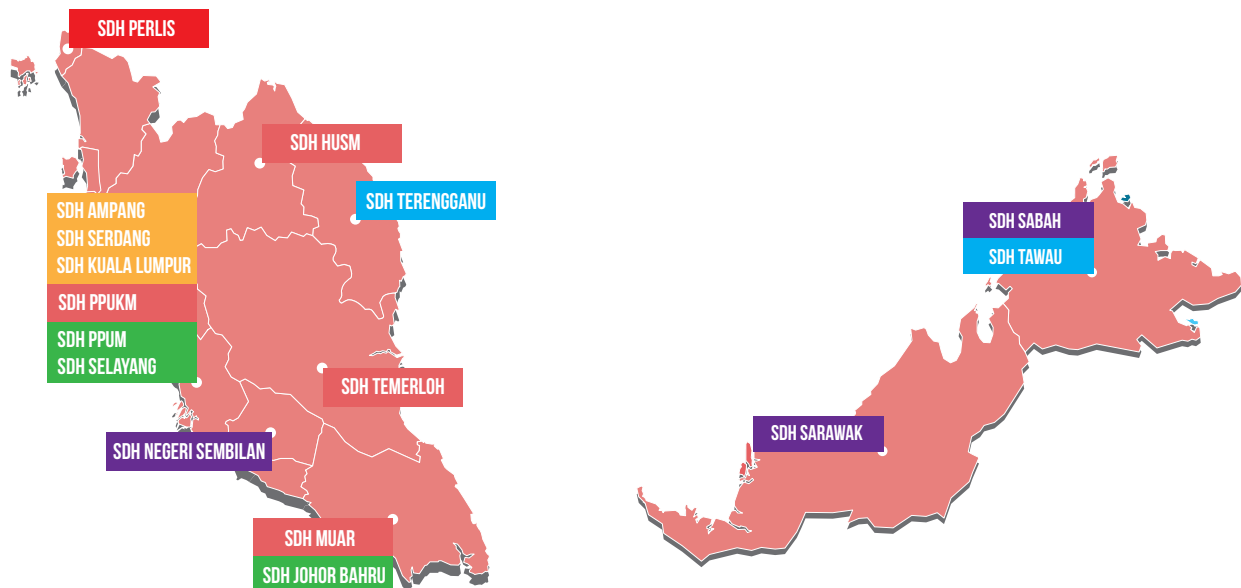 SDH PERLIS
SDH HUSM
SDH TERENGGANU
SDH AMPANG
SDH SERDANG
SDH KUALA LUMPUR
SDH PPUKM
SDH PPUM
SDH SELAYANG
SDH TEMERLOH
SDH NEGERI SEMBILAN
SDH MUAR
SDH JOHOR BAHRU
SDH SABAH
SDH TAWAU
SDH SARAWAK